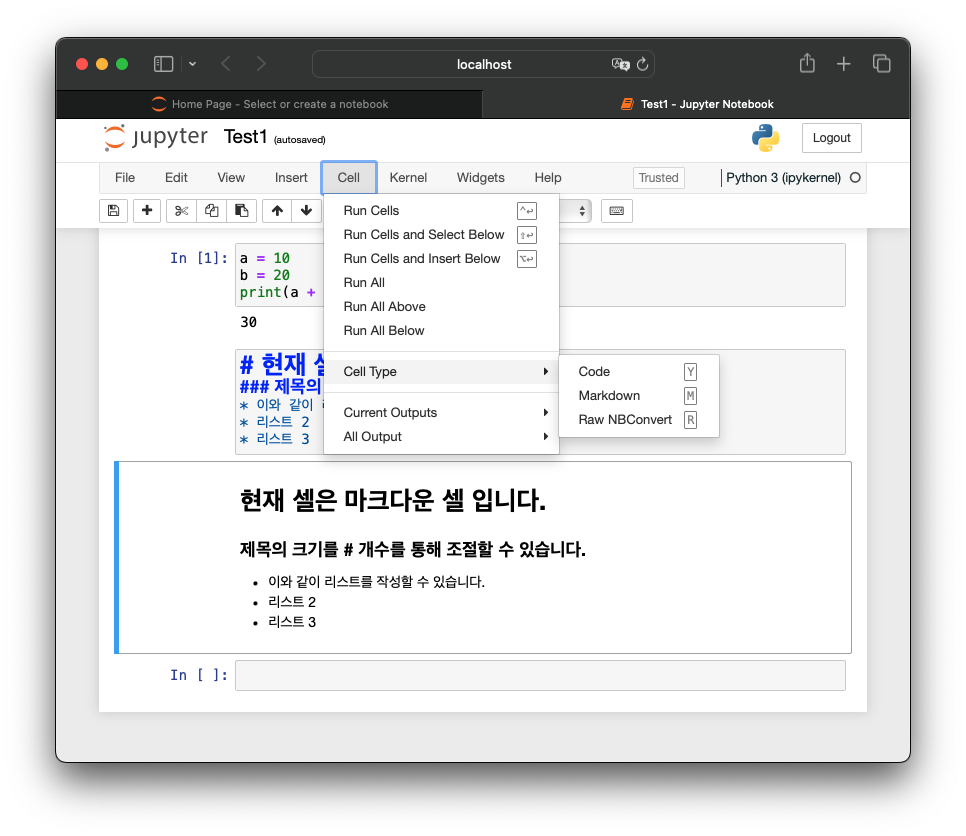 localhost
Home Page - Select or create a notebook
Test1 - Jupyter Notebook
jupyter Test1 (autosaved)
Logout
File Edit View Insert Cell Kernel Widgets Help
Trusted
Python 3 (ipykernel)
Run Cells ^↩
Run Cells and Select Below ⇧↩
Run Cells and Insert Below ⌥↩
Run All
Run All Above
Run All Below
Cell Type
Code Y
Markdown M
Raw NBConvert R
Current Outputs
All Output
In [1]: a = 10
b = 20
print(a +
30
# 현재
### 제목의
* 이와 같이
* 리스트 2
* 리스트 3
현재 셀은 마크다운 셀 입니다.
제목의 크기를 # 개수를 통해 조절할 수 있습니다.
• 이와 같이 리스트를 작성할 수 있습니다.
• 리스트 2
• 리스트 3
In [ ]: